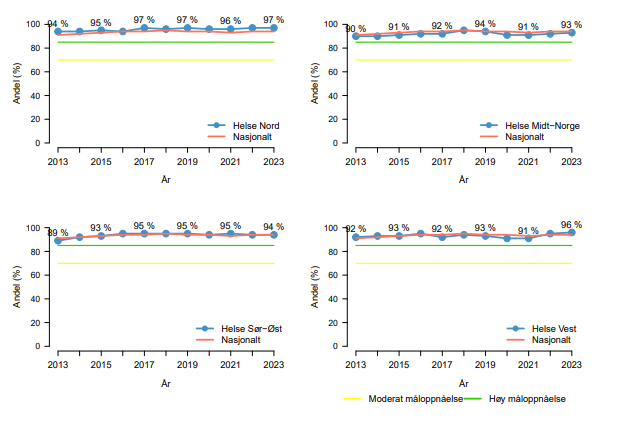 94 % 95 % 97 % 97 % 96 % 97 %
100
80
60
40
20
0
Andel (%)
Helse Nord
Nasjonalt
2013 2015 2017 2019 2021 2023
År
90 % 91 % 92 % 94 % 91 % 93 %
100
80
60
40
20
0
Andel (%)
Helse Midt−Norge
Nasjonalt
2013 2015 2017 2019 2021 2023
År
89 % 93 % 95 % 95 % 95 % 94 %
100
80
60
40
20
0
Andel (%)
Helse Sør−Øst
Nasjonalt
2013 2015 2017 2019 2021 2023
År
92 % 93 % 92 % 93 % 91 % 96 %
100
80
60
40
20
0
Andel (%)
Helse Vest
Nasjonalt
2013 2015 2017 2019 2021 2023
År
Moderat måloppnåelse Høy måloppnåelse